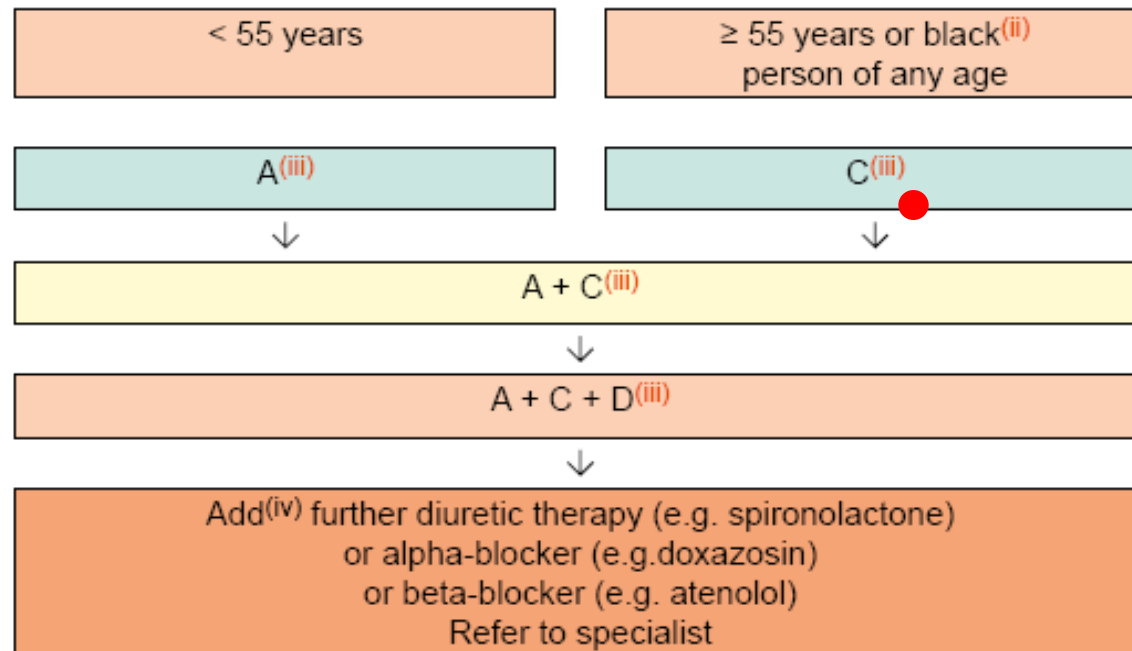 < 55 years
≥ 55 years or black(ii)
person of any age
A(iii)
C(iii)
A + C(iii)
A + C + D(iii)
Add(iv) further diuretic therapy (e.g. spironolactone)
or alpha-blocker (e.g.doxazosin)
or beta-blocker (e.g. atenolol)
Refer to specialist